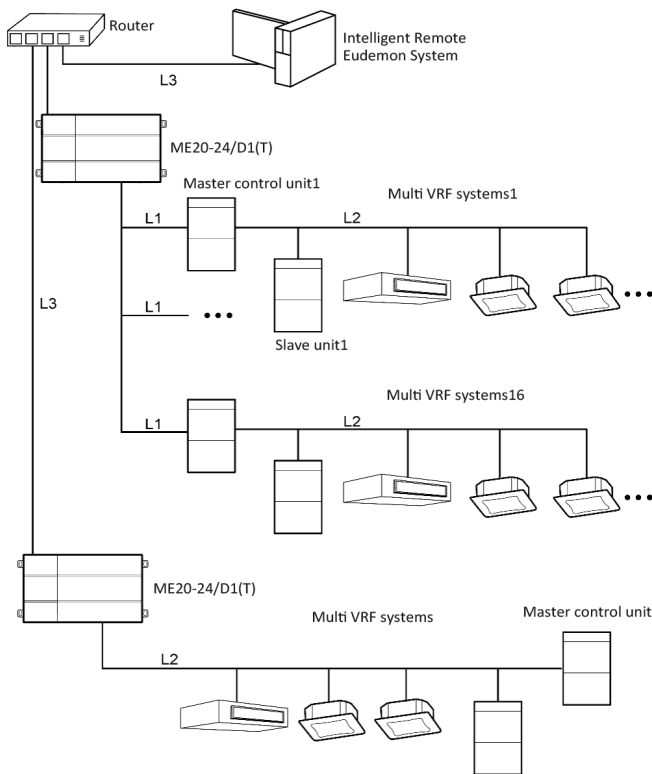 Router
Intelligent Remote
Eudemon System
L3
ME20-24/D1(T)
Master control unit1
Multi VRF systems1
L1
L2
L3
L1
•••
•••
Slave unit1
Multi VRF systems16
L1
L2
•••
ME20-24/D1(T)
Multi VRF systems
Master control unit
L2